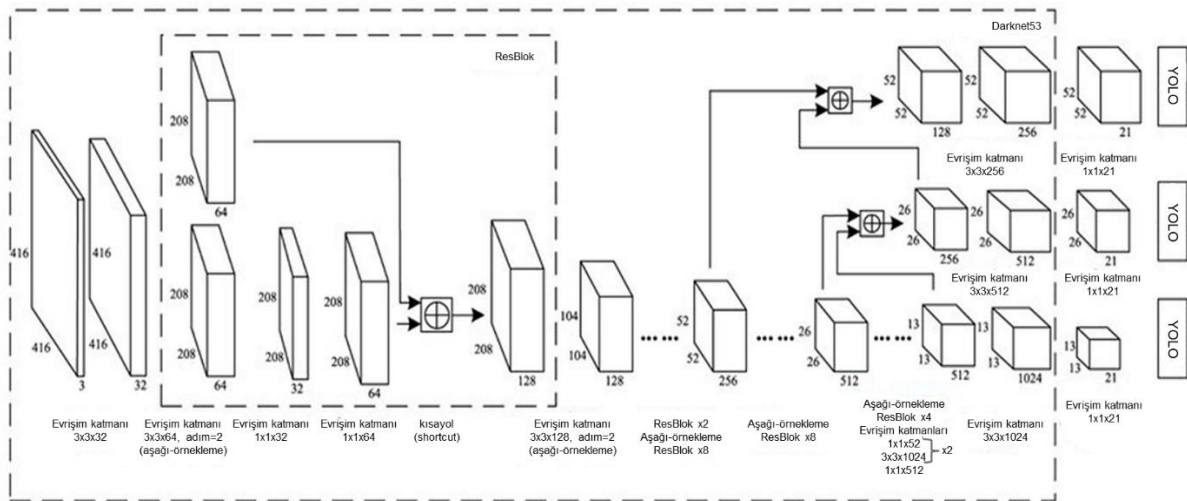 Darknet53
ResBlok
416
416
3
416
32
208
208
64
208
208
64
208
208
32
208
208
64
208
208
128
104
104
128
52
52
256
26
26
512
13
13
512
13
13
1024
13
13
21
26
26
256
26
26
512
26
26
21
52
52
128
52
52
256
52
52
21
YOLO
YOLO
YOLO
Evrişim katmanı
3x3x256
Evrişim katmanı
1x1x21
Evrişim katmanı
3x3x512
Evrişim katmanı
1x1x21
Evrişim katmanı
3x3x32
Evrişim katmanı
3x3x64, adım=2
(aşağı-örnekleme)
Evrişim katmanı
1x1x32
Evrişim katmanı
1x1x64
kısayol
(shortcut)
Evrişim katmanı
3x3x128, adım=2
(aşağı-örnekleme)
ResBlok x2
Aşağı-örnekleme
ResBlok x8
Aşağı-örnekleme
ResBlok x8
Aşağı-örnekleme
ResBlok x4
Evrişim katmanları
1x1x52
3x3x1024
x2
1x1x512
Evrişim katmanı
3x3x1024
Evrişim katmanı
1x1x21